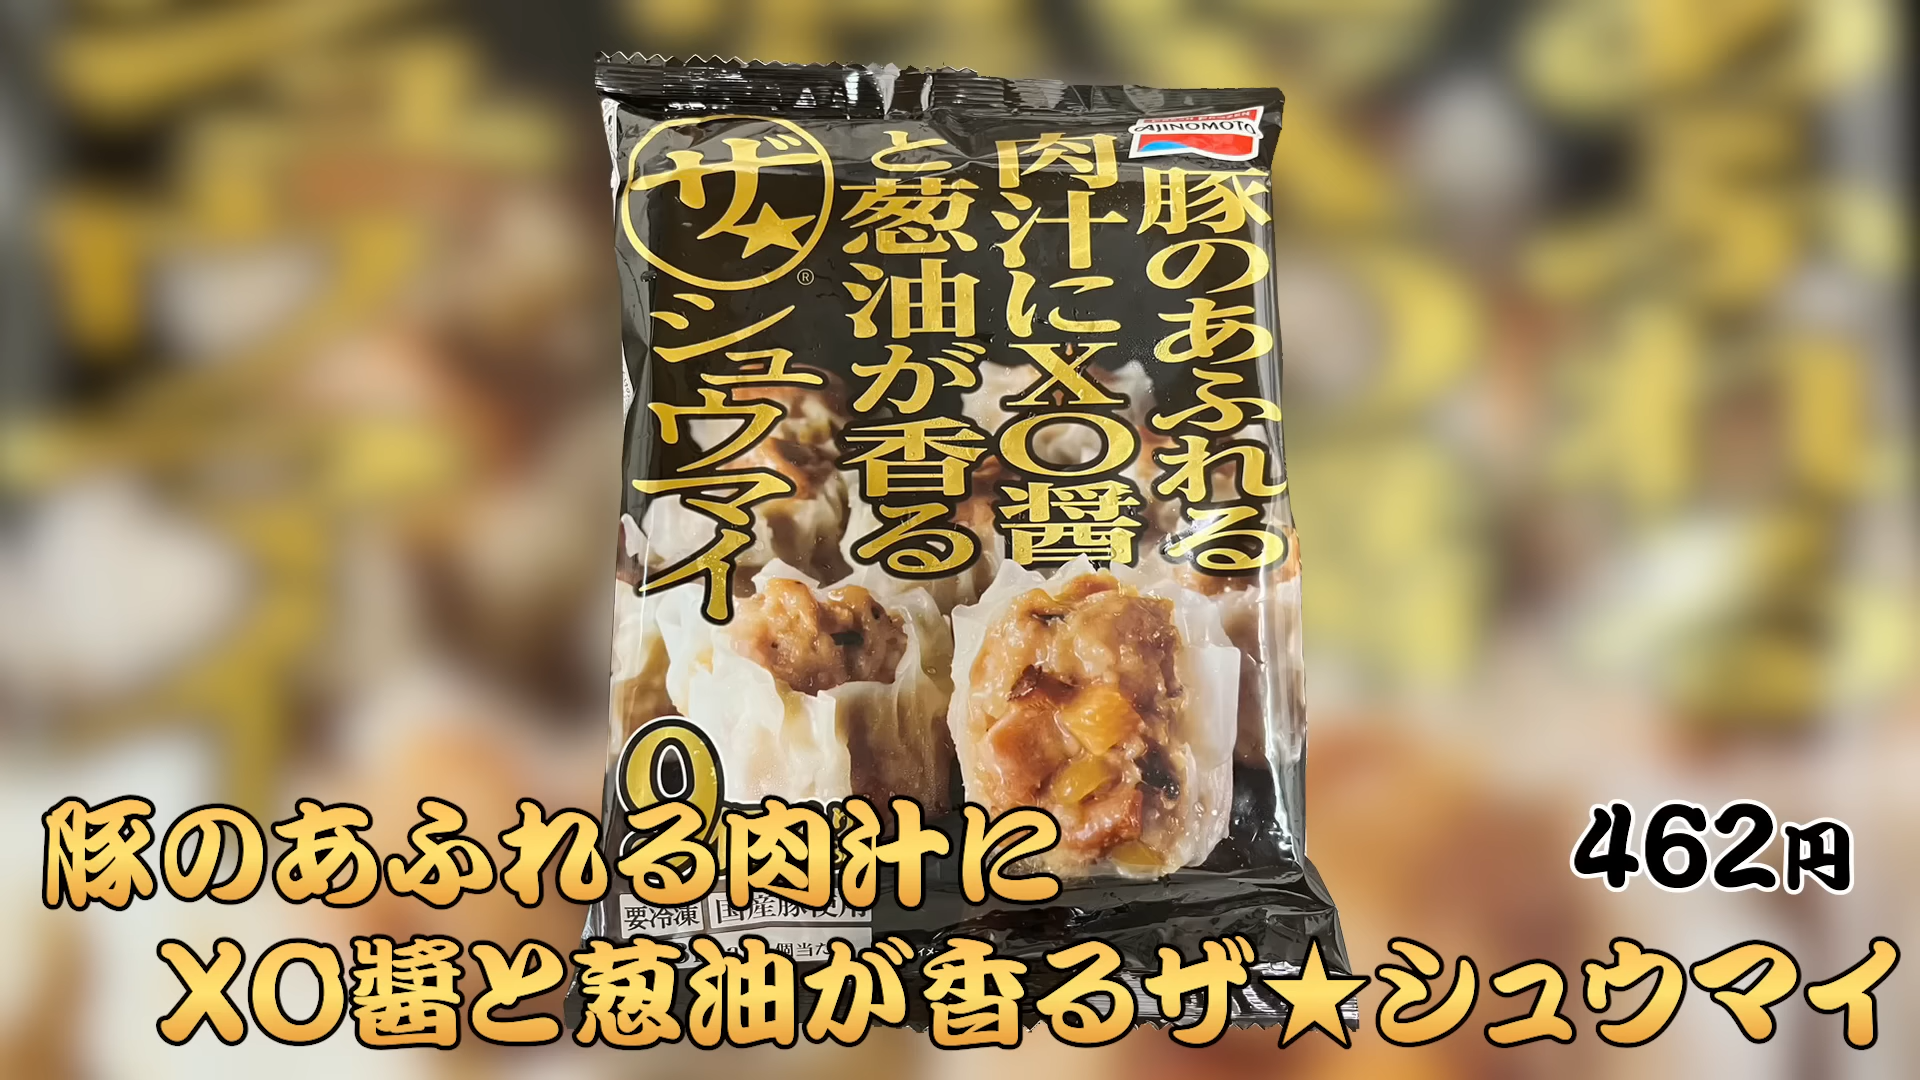 AJINOMOTO
豚のあふれる
肉汁にXO醤
と葱油が香る
ザ★®
シュウマイ
9
要冷凍 国産豚使用
豚のあふれる肉汁に
462円
XO醬と葱油が香るザ★シュウマイ